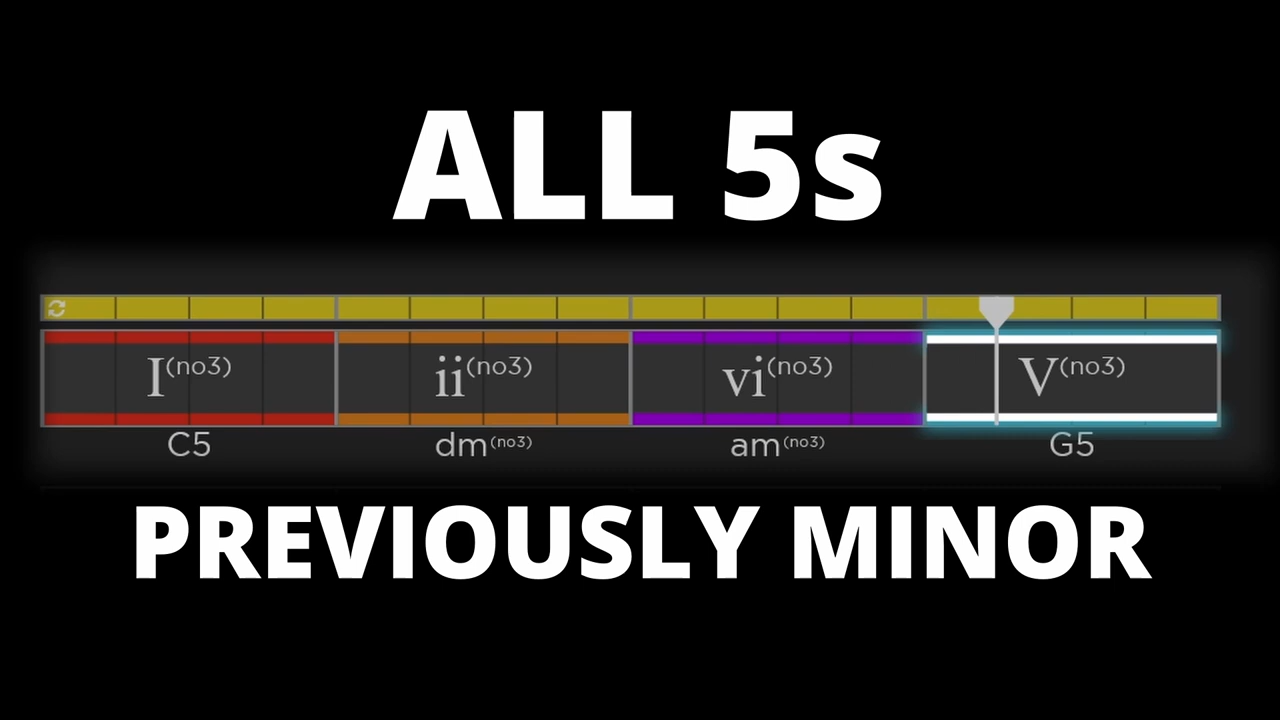 ALL 5s
I(no3) ii(no3) vi(no3) V(no3)
C5 dm(no3) am(no3) G5
PREVIOUSLY MINOR